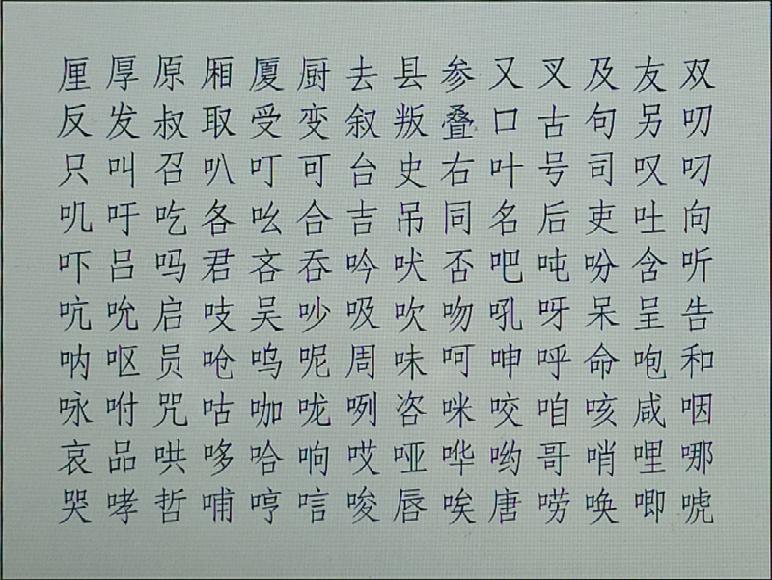 厘厚原厢厦厨去县参又叉及友双
反发叔取受变叙叛叠口古句另叨
只叫召叭叮可台史右叶号司叹叼
叽吁吃各吆合吉吊同名后吏吐向
吓吕吗君吝吞吟吠否吧吨吩含听
吭吮启吱吴吵吸吹吻吼呀呆呈告
呐呕员呛呜呢周味呵呻呼命咆和
咏咐咒咕咖咙咧咨咪咬咱咳咸咽
哀品哄哆哈响哎哑哗哟哥哨哩哪
哭哮哲哺哼唁唆唇唉唐唠唤唧唬